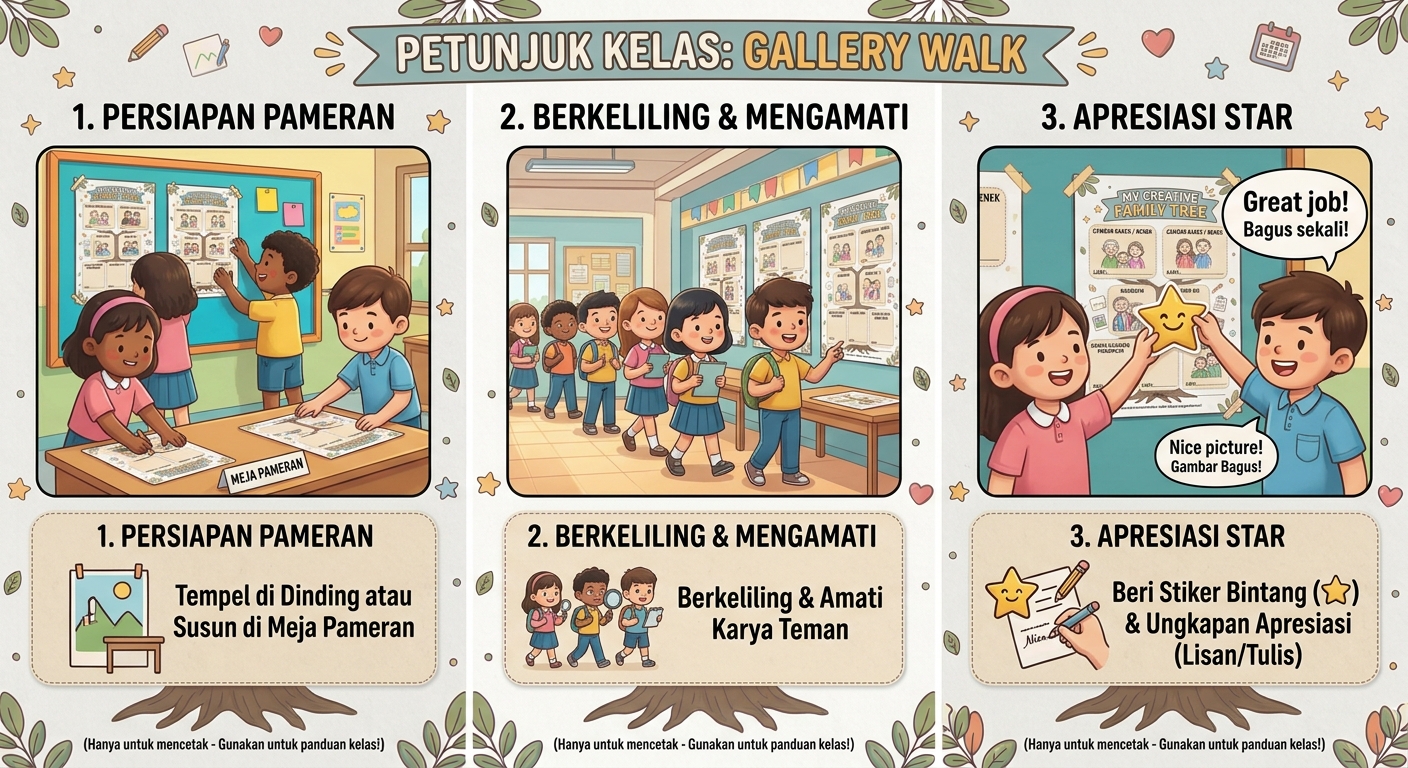 PETUNJUK KELAS: GALLERY WALK
1. PERSIAPAN PAMERAN
MEJA PAMERAN
1. PERSIAPAN PAMERAN
Tempel di Dinding atau
Susun di Meja Pameran
(Hanya untuk mencetak - Gunakan untuk panduan kelas!)
2. BERKELILING & MENGAMATI
2. BERKELILING & MENGAMATI
Berkeliling & Amati
Karya Teman
(Hanya untuk mencetak - Gunakan untuk panduan kelas!)
3. APRESIASI STAR
ENEK
MY CREATIVE
FAMILY TREE
Great job!
Bagus sekali!
Nice picture!
Gambar Bagus!
3. APRESIASI STAR
Beri Stiker Bintang (⭐)
& Ungkapan Apresiasi
(Lisan/Tulis)
(Hanya untuk mencetak - Gunakan untuk panduan kelas!)